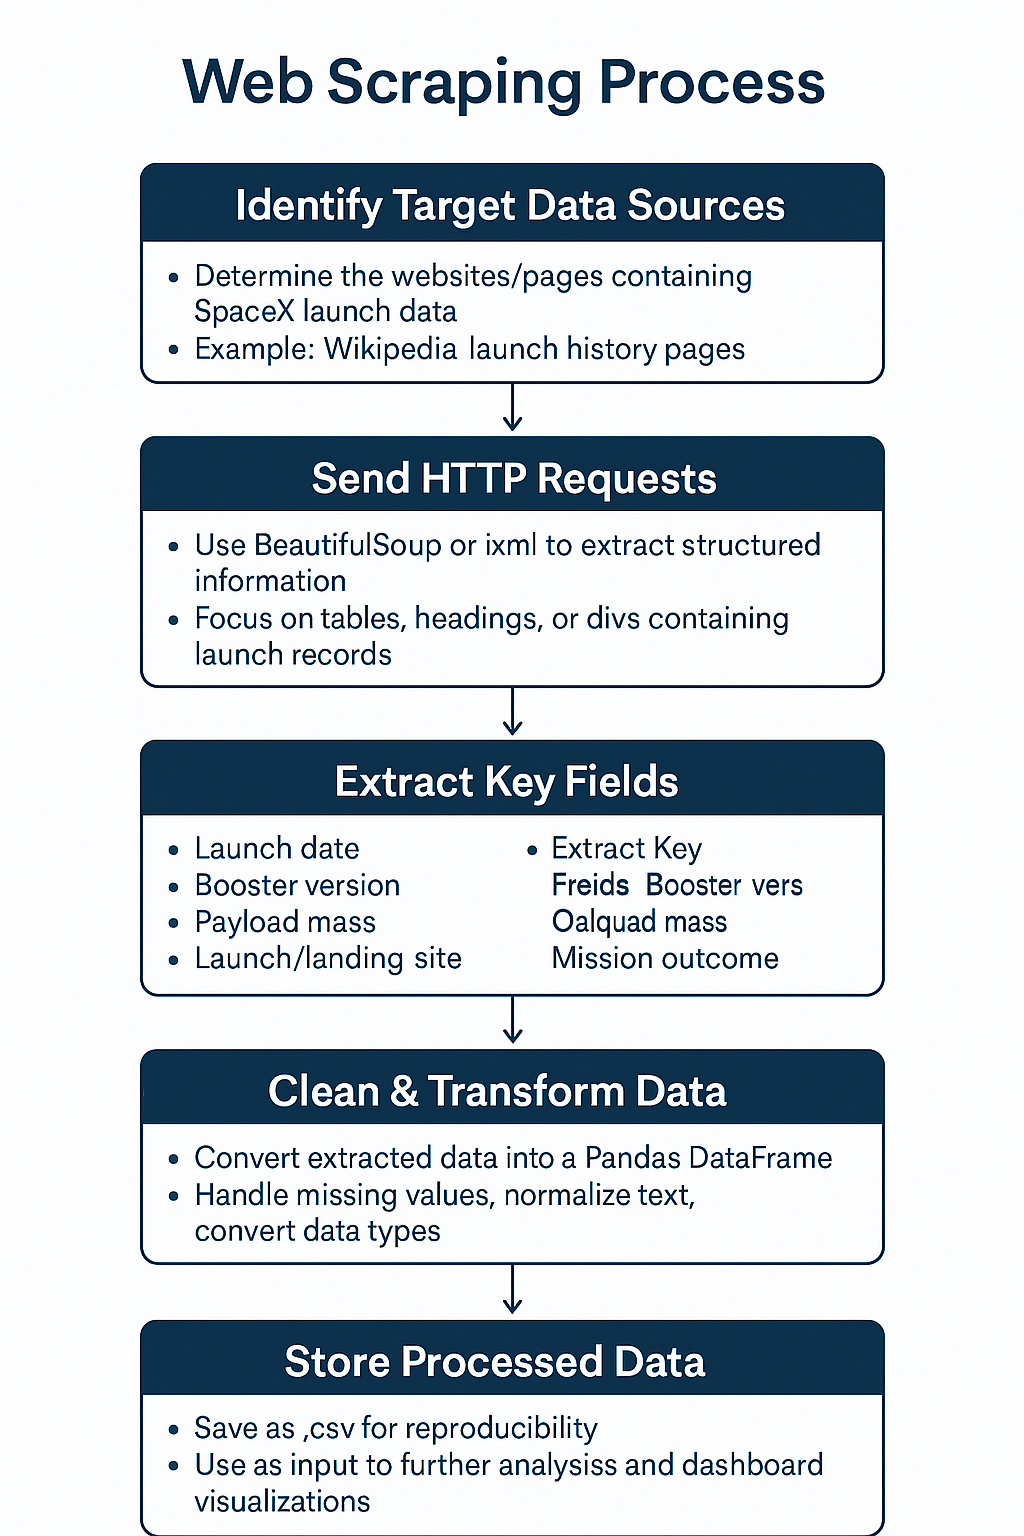 Web Scraping Process
Identify Target Data Sources
• Determine the websites/pages containing
SpaceX launch data
• Example: Wikipedia launch history pages
Send HTTP Requests
• Use BeautifulSoup or ixml to extract structured
information
• Focus on tables, headings, or divs containing
launch records
Extract Key Fields
• Launch date
• Booster version
• Payload mass
• Launch/landing site
• Extract Key
Freids Booster vers
Oalquad mass
Mission outcome
Clean & Transform Data
• Convert extracted data into a Pandas DataFrame
• Handle missing values, normalize text,
convert data types
Store Processed Data
• Save as ,csv for reproducibility
• Use as input to further analysiss and dashboard
visualizations